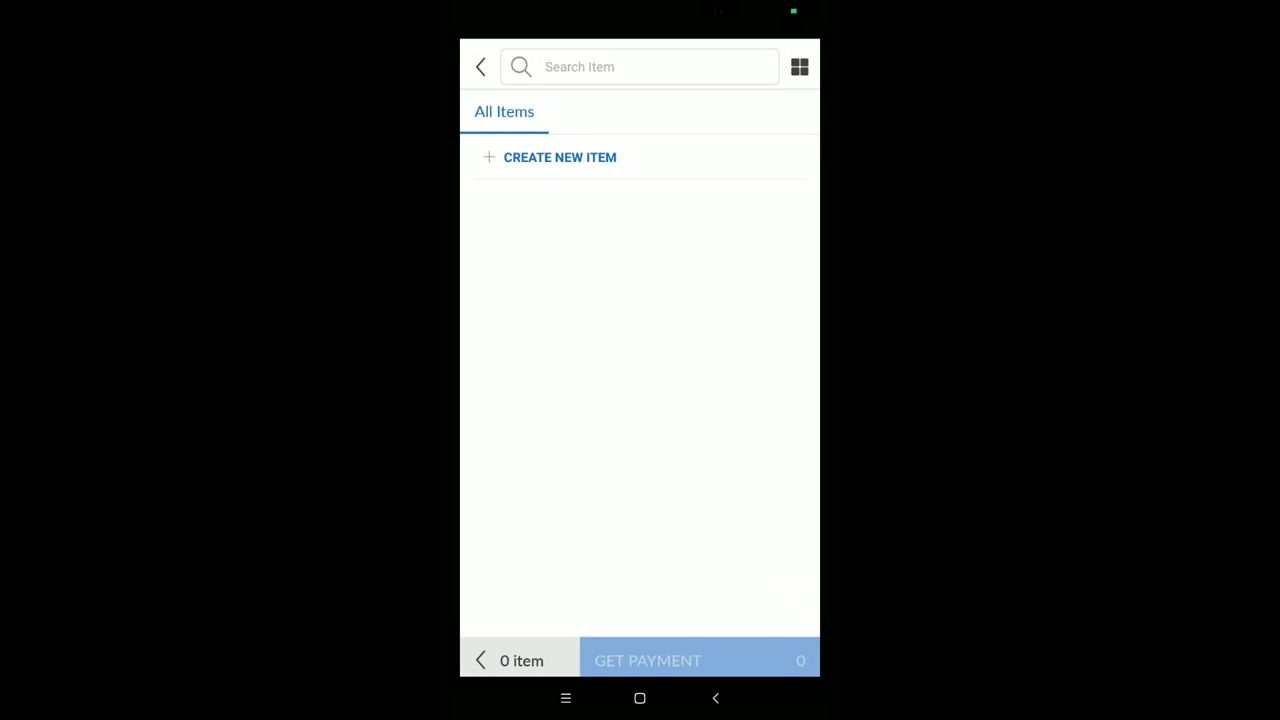 Search Item
All Items
CREATE NEW ITEM
0 item
GET PAYMENT 0